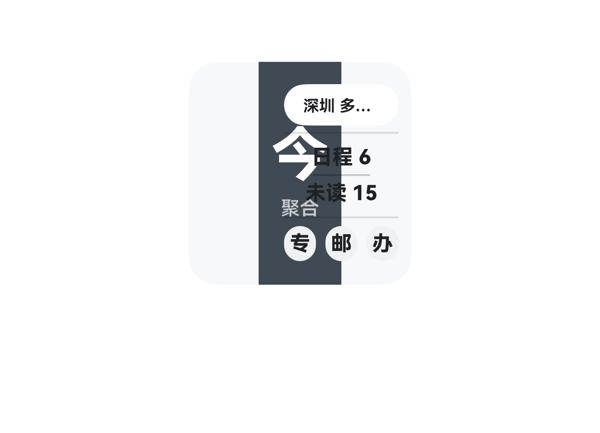 深圳 多...
今
日程 6
未读 15
聚合
专 邮 办